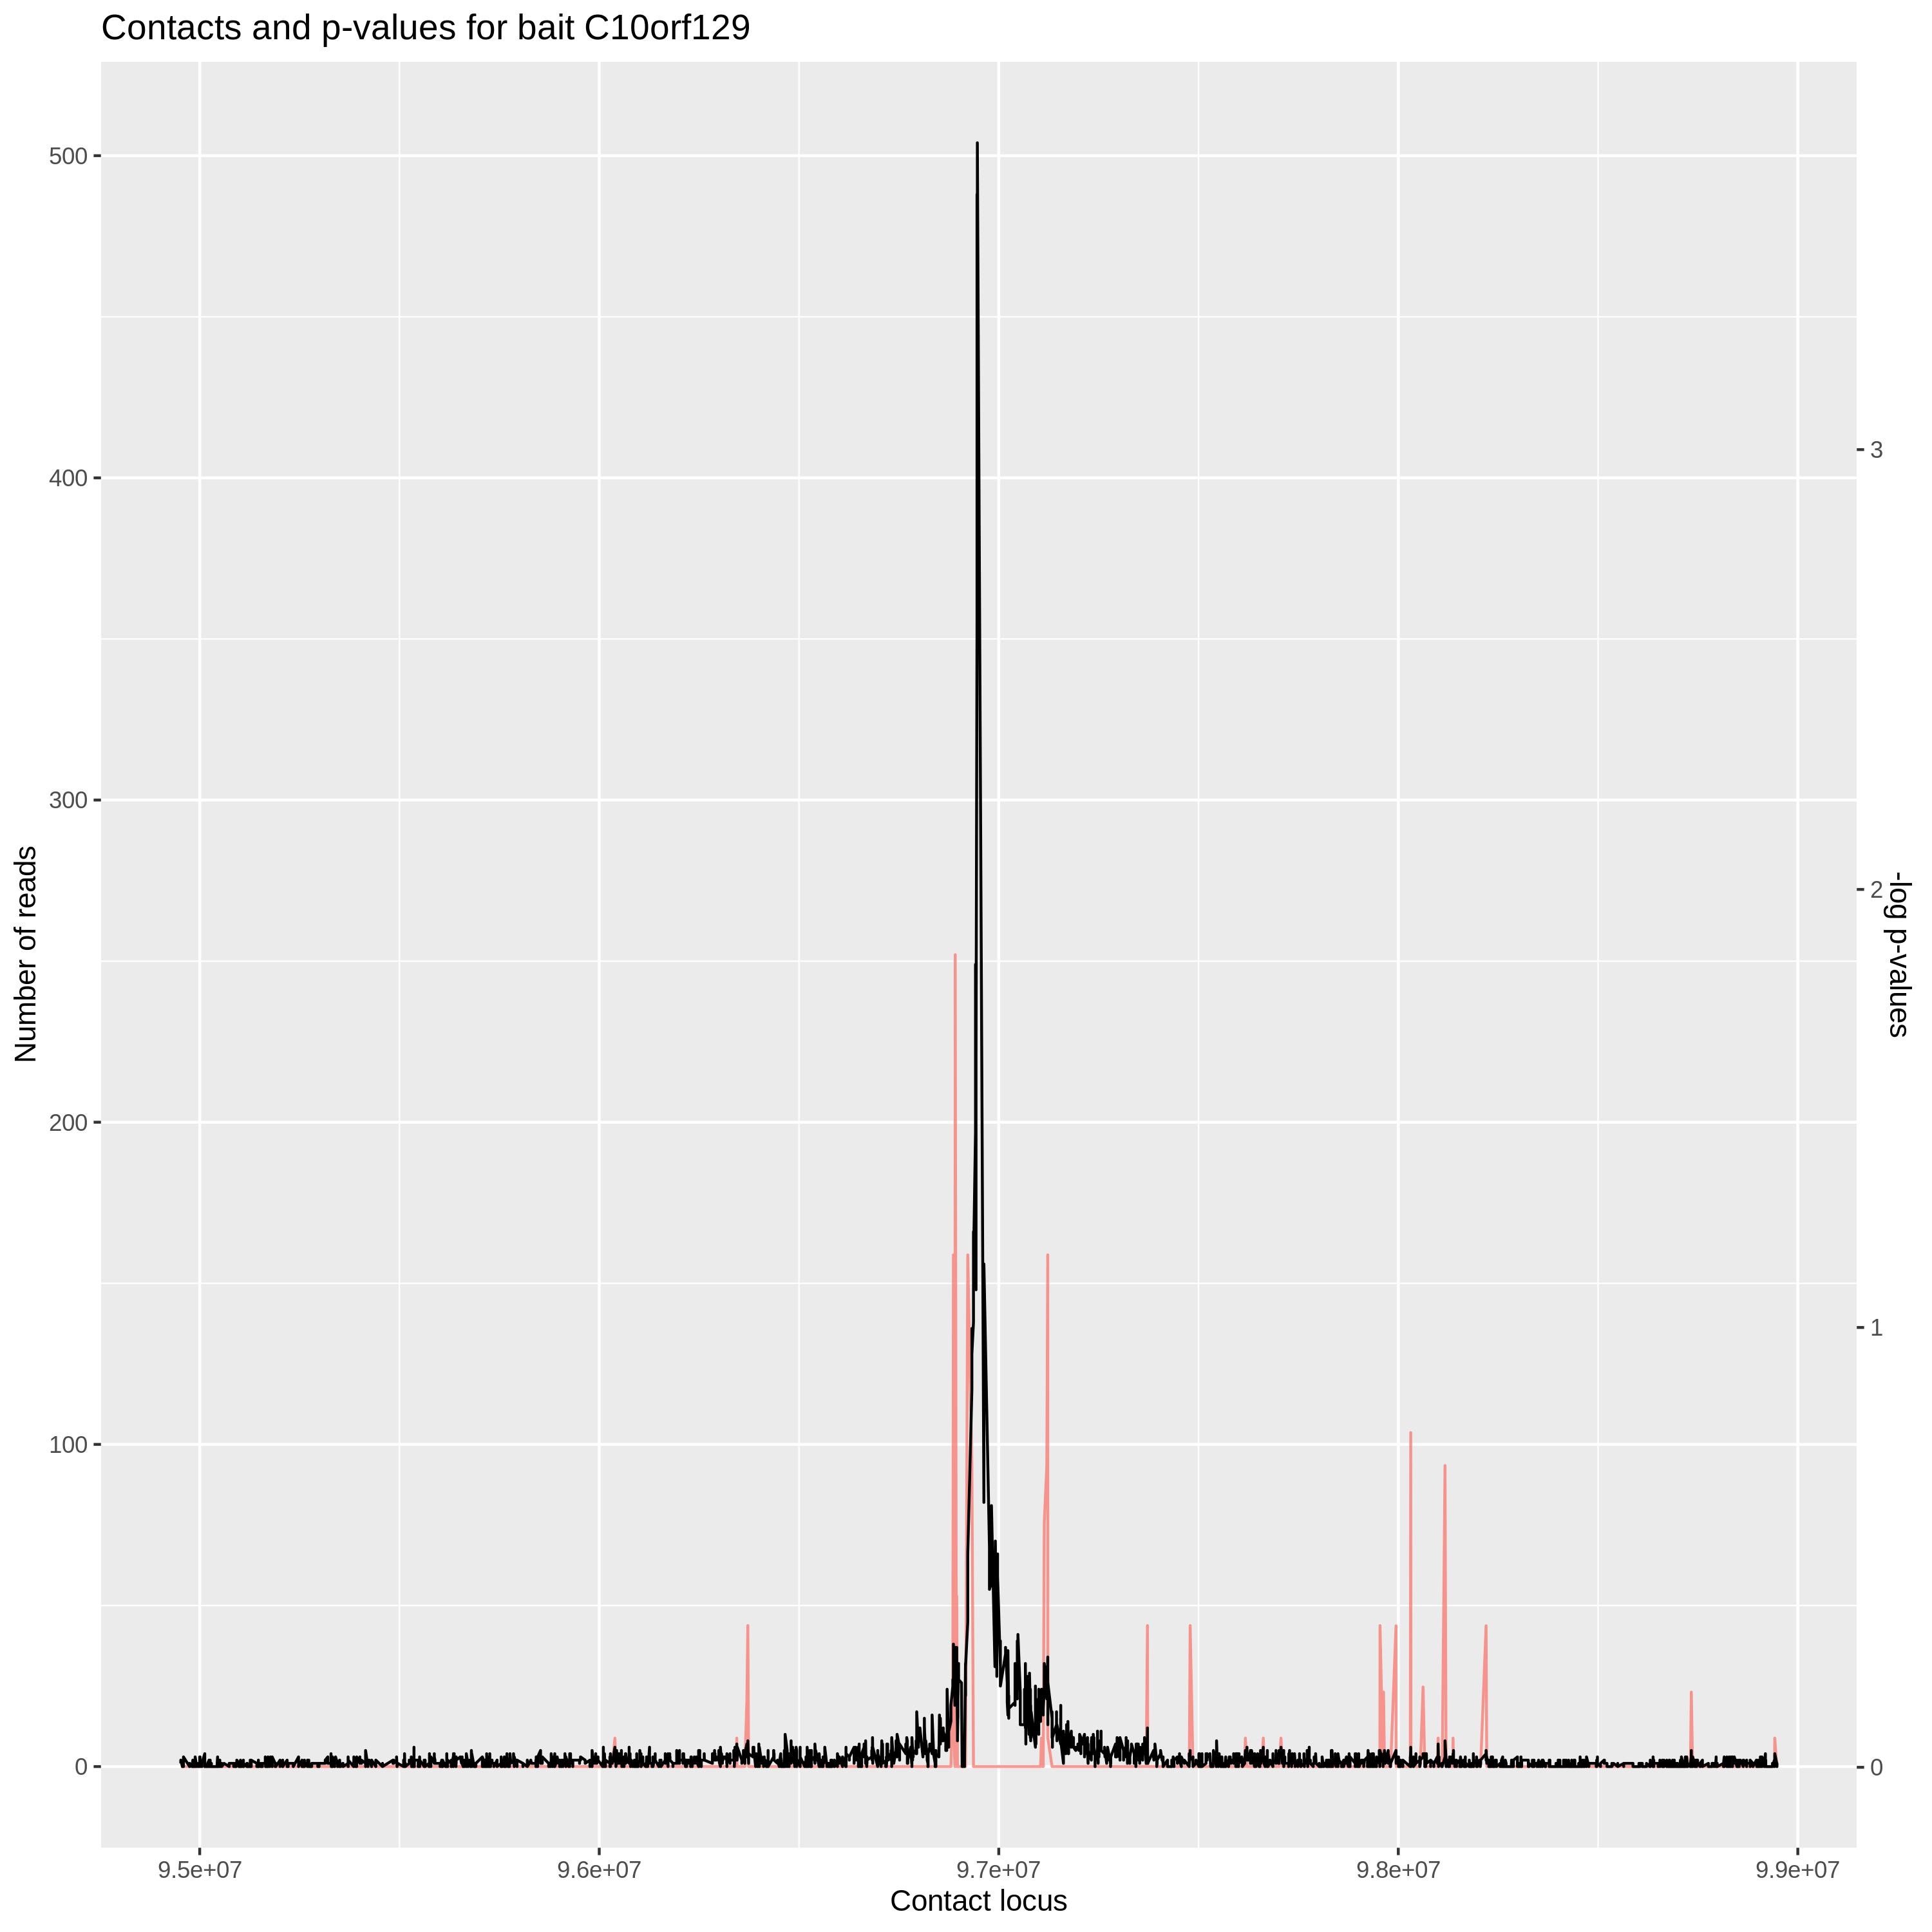 Contacts and p-values for bait C10orf129
500
400
300
200
100
0
Number of reads
3
2
1
0
-log p-values
9.5e+07
9.6e+07
9.7e+07
9.8e+07
9.9e+07
Contact locus